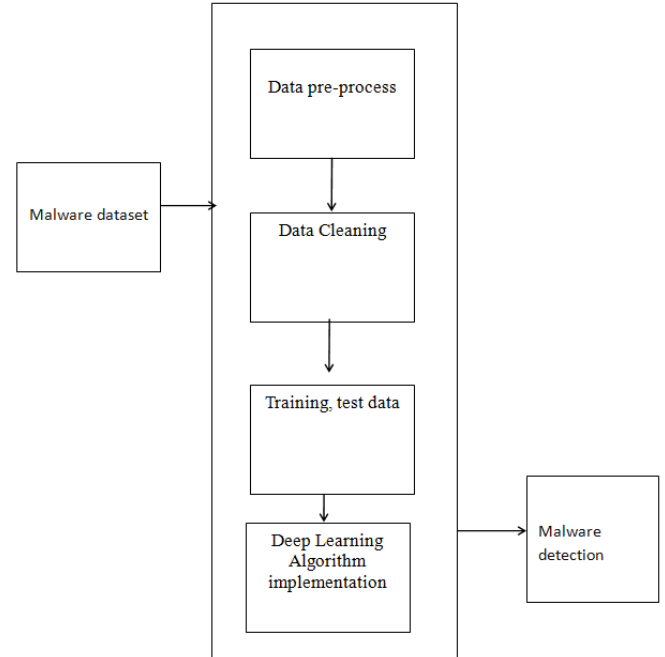 Data pre-process
Malware dataset
Data Cleaning
Training, test data
Deep Learning
Algorithm
implementation
Malware
detection